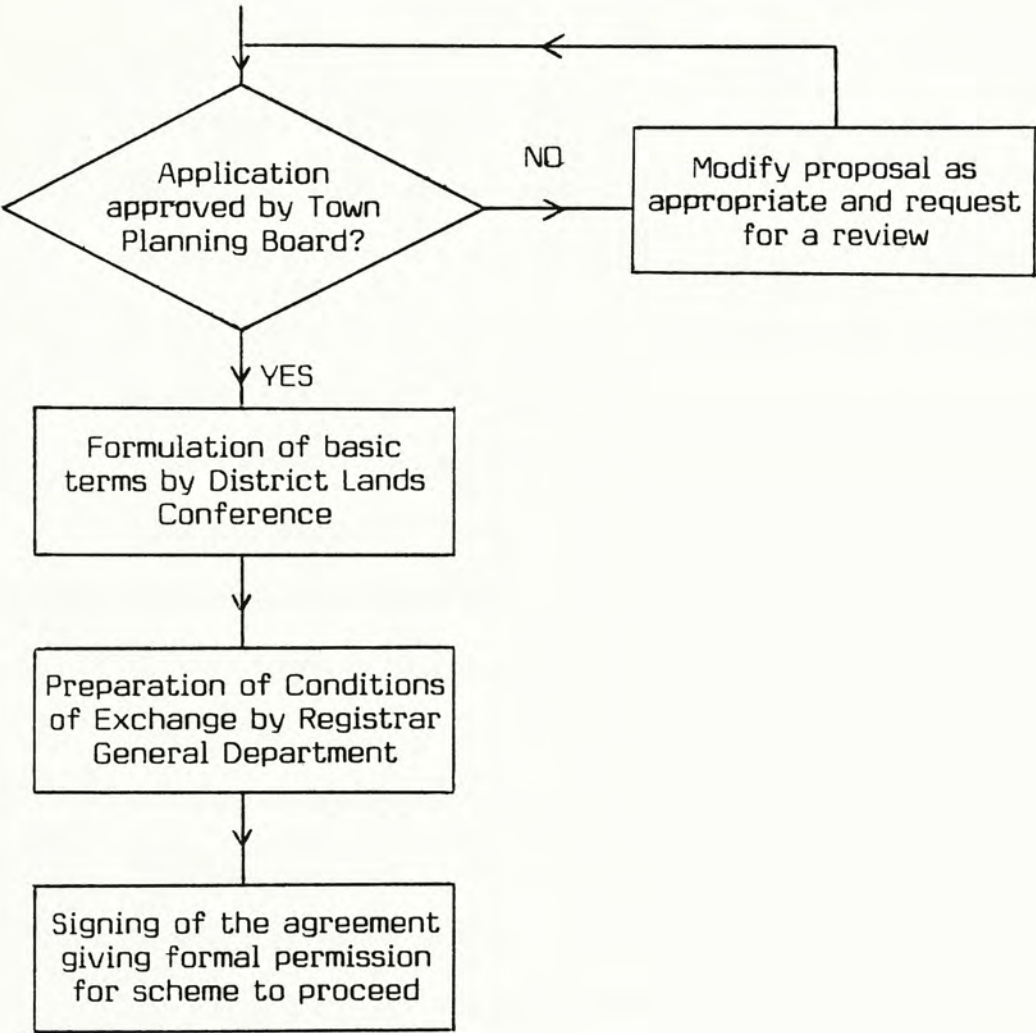 Application
approved by Town
Planning Board?
NO
Modify proposal as
appropriate and request
for a review
YES
Formulation of basic
terms by District Lands
Conference
Preparation of Conditions
of Exchange by Registrar
General Department
Signing of the agreement
giving formal permission
for scheme to proceed